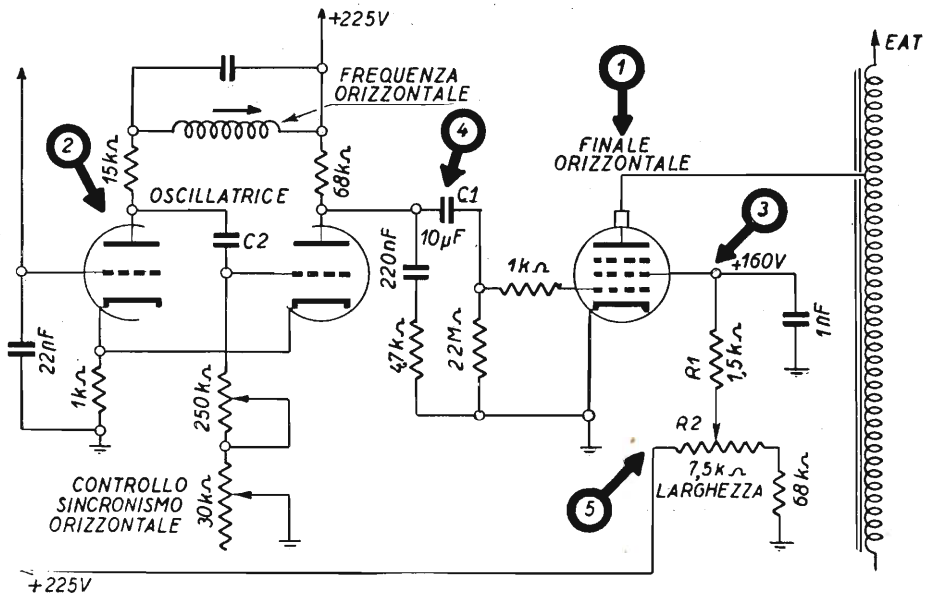 +225V
EAT
FREQUENZA
ORIZZONTALE
1
2
4
15kΩ
68kΩ
FINALE
ORIZZONTALE
OSCILLATRICE
C1
3
C2
10µF
220nF
1kΩ
+160V
22nF
1kΩ
4,7kΩ
22MΩ
R1
1,5kΩ
1nF
250kΩ
R2
7,5kΩ
LARGHEZZA
68kΩ
CONTROLLO
SINCRONISMO
ORIZZONTALE
30kΩ
5
+225V